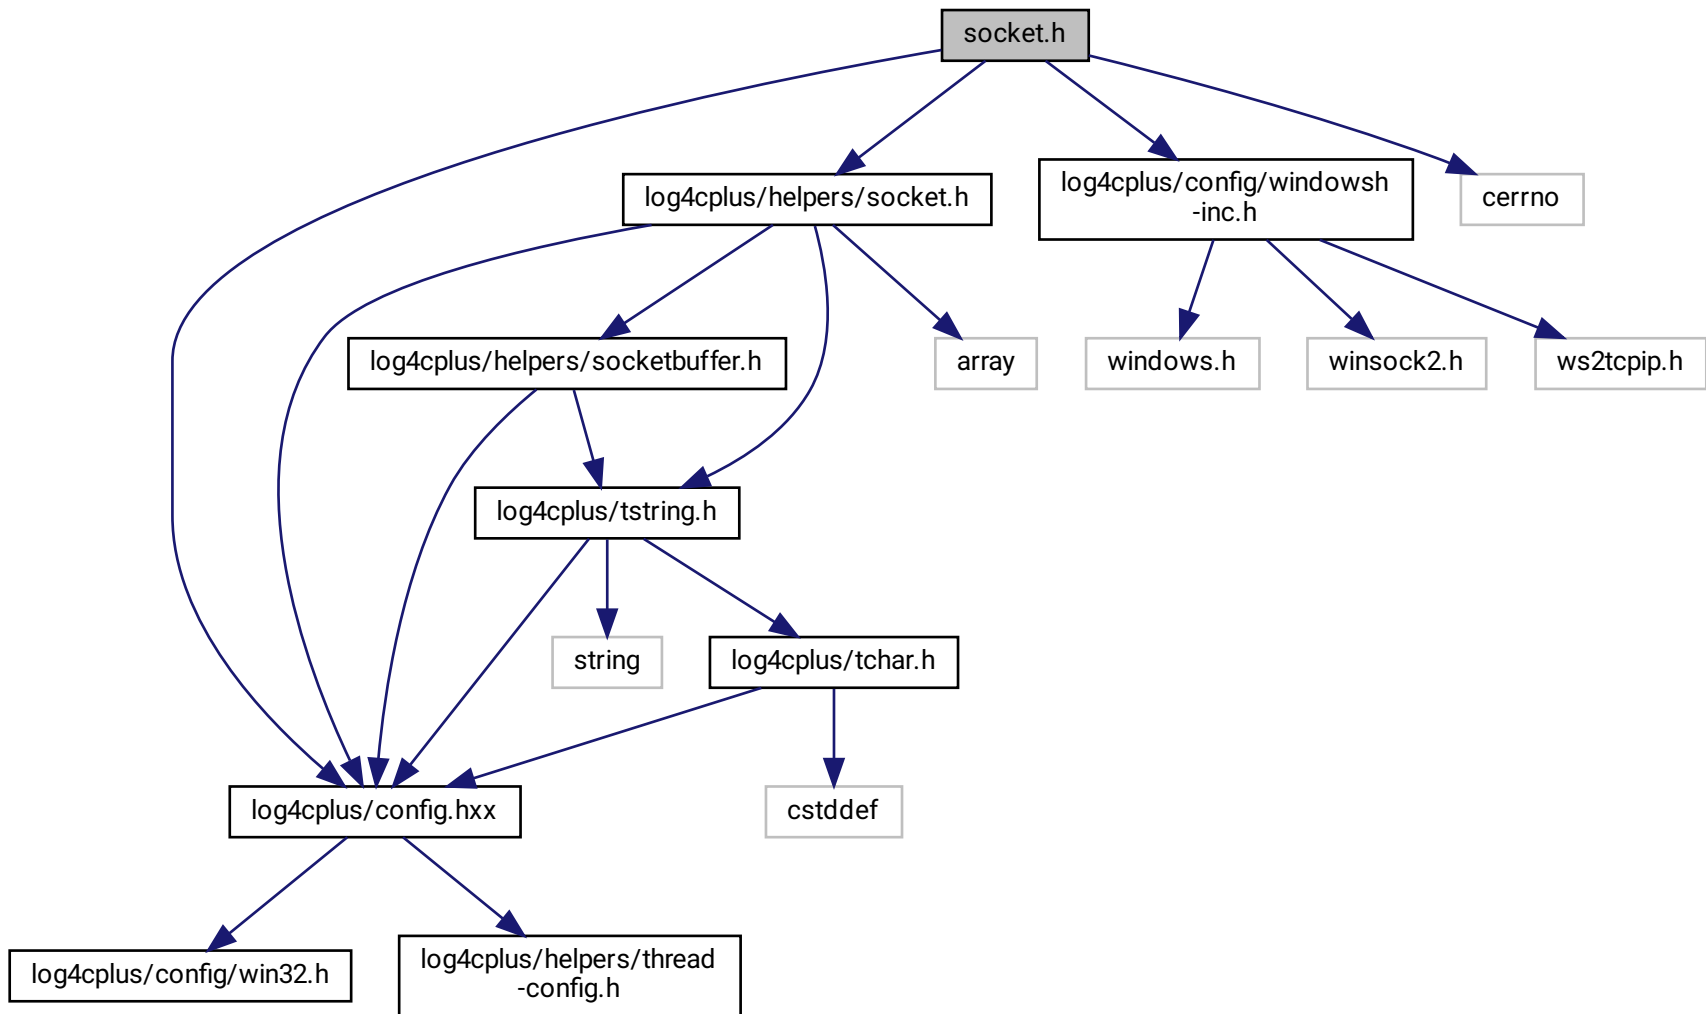 socket.h
log4cplus/helpers/socket.h
log4cplus/config/windowsh
-inc.h
cerrno
log4cplus/helpers/socketbuffer.h
array
windows.h
winsock2.h
ws2tcpip.h
log4cplus/tstring.h
string
log4cplus/tchar.h
log4cplus/config.hxx
cstddef
log4cplus/config/win32.h
log4cplus/helpers/thread
-config.h